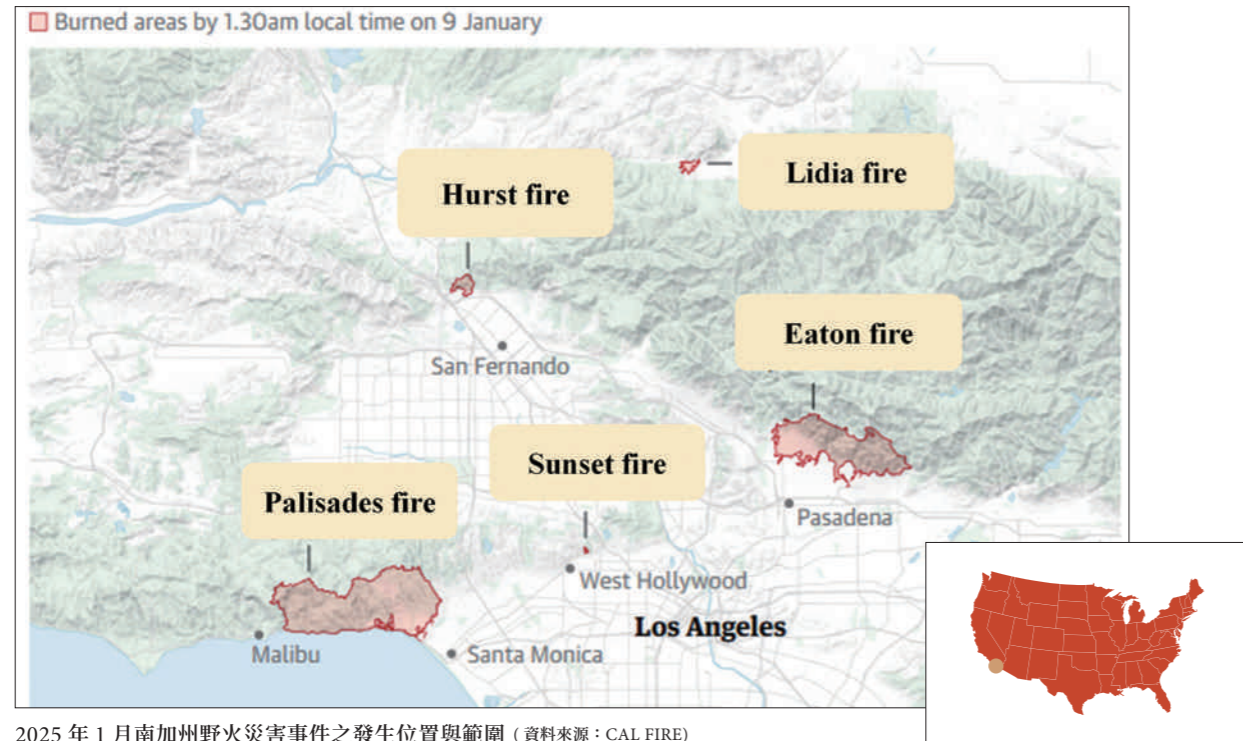 Burned areas by 1.30am local time on 9 January
Lidia fire
Hurst fire
Eaton fire
San Fernando
Sunset fire
Palisades fire
Pasadena
West Hollywood
Los Angeles
Malibu
Santa Monica
2025 年 1 月南加州野火災害事件之發生位置與範圍 ( 資料來源：CAL FIRE)